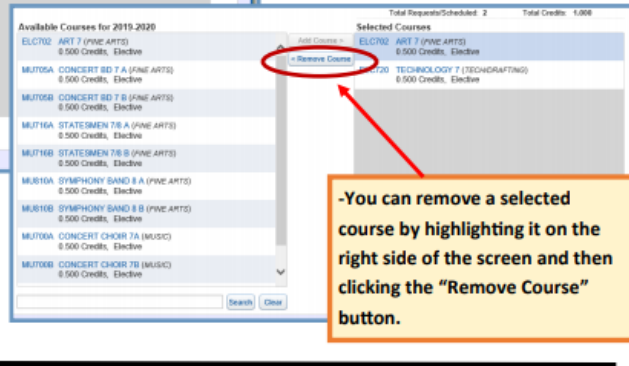 Total Requests/Scheduled: 2 Total Credits: 1.000
Available Courses for 2019-2020
Selected Courses
ELC702 ART 7 (FINE ARTS)
0.500 Credits, Elective
MU705A CONCERT BD 7 A (FINE ARTS)
0.500 Credits, Elective
MU705B CONCERT BD 7 B (FINE ARTS)
0.500 Credits, Elective
MU716A STATESMEN 7/8 A (FINE ARTS)
0.500 Credits, Elective
MU716B STATESMEN 7/8 B (FINE ARTS)
0.500 Credits, Elective
MU810A SYMPHONY BAND 8 A (FINE ARTS)
0.500 Credits, Elective
MU810B SYMPHONY BAND 8 B (FINE ARTS)
0.500 Credits, Elective
MU700A CONCERT CHOIR 7A (MUSIC)
0.500 Credits, Elective
MU700B CONCERT CHOIR 7B (MUSIC)
0.500 Credits, Elective
Search Clear
Add Course >
< Remove Course
ELC702 ART 7 (FINE ARTS)
0.500 Credits, Elective
C720 TECHNOLOGY 7 (TECH/DRAFTING)
0.500 Credits, Elective
-You can remove a selected
course by highlighting it on the
right side of the screen and then
clicking the “Remove Course”
button.